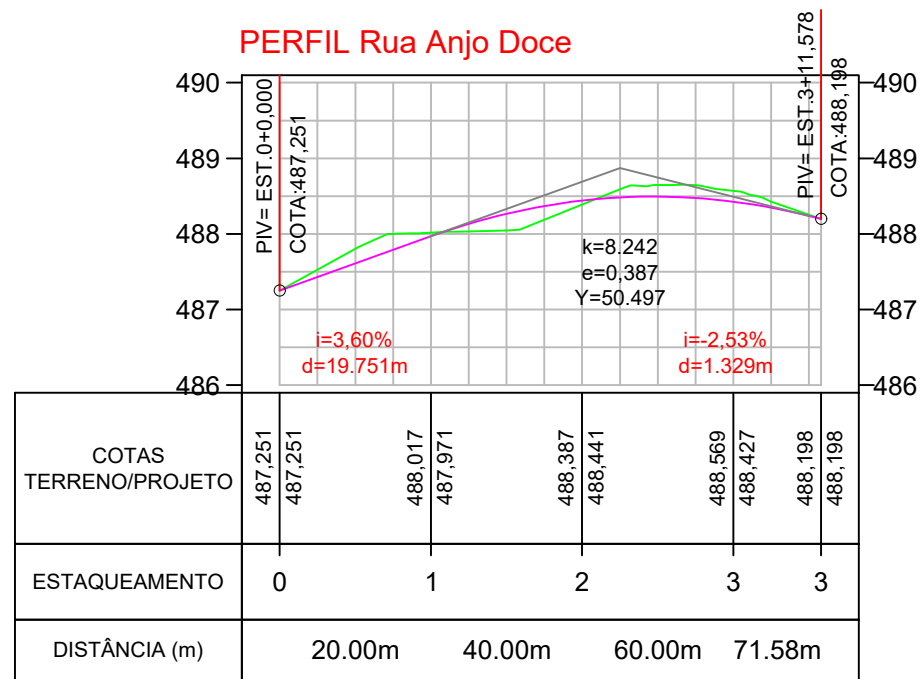 PERFIL Rua Anjo Doce
PIV= EST.0+0,000
COTA:487,251
PIV= EST.3+11,578
COTA:488,198
490
490
489
489
488
488
487
487
486
486
k=8.242
e=0,387
Y=50.497
i=3,60%
d=19.751m
i=-2,53%
d=1.329m
COTAS
TERRENO/PROJETO
487,251
487,251
488,017
487,971
488,387
488,441
488,569
488,427
488,198
488,198
ESTAQUEAMENTO
0
1
2
3
3
DISTÂNCIA (m)
20.00m
40.00m
60.00m
71.58m